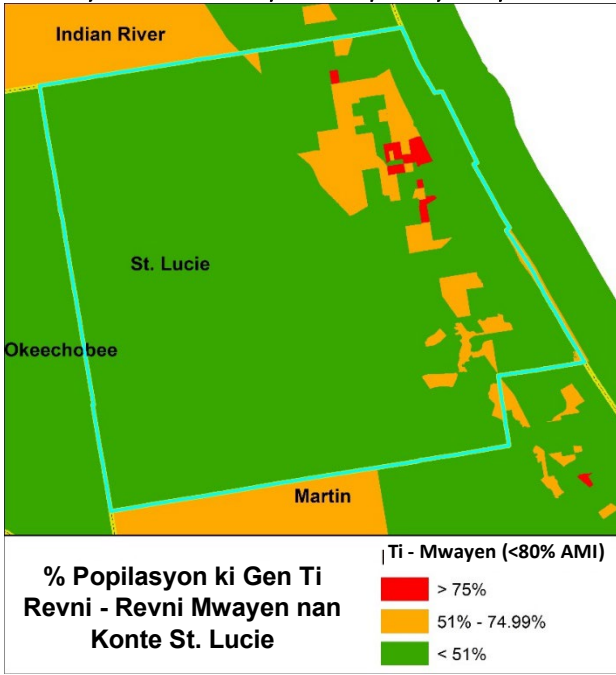 Indian River
St. Lucie
Okeechobee
Martin
% Popilasyon ki Gen Ti
Revni - Revni Mwayen nan
Konte St. Lucie
Ti - Mwayen (<80% AMI)
> 75%
51% - 74.99%
< 51%